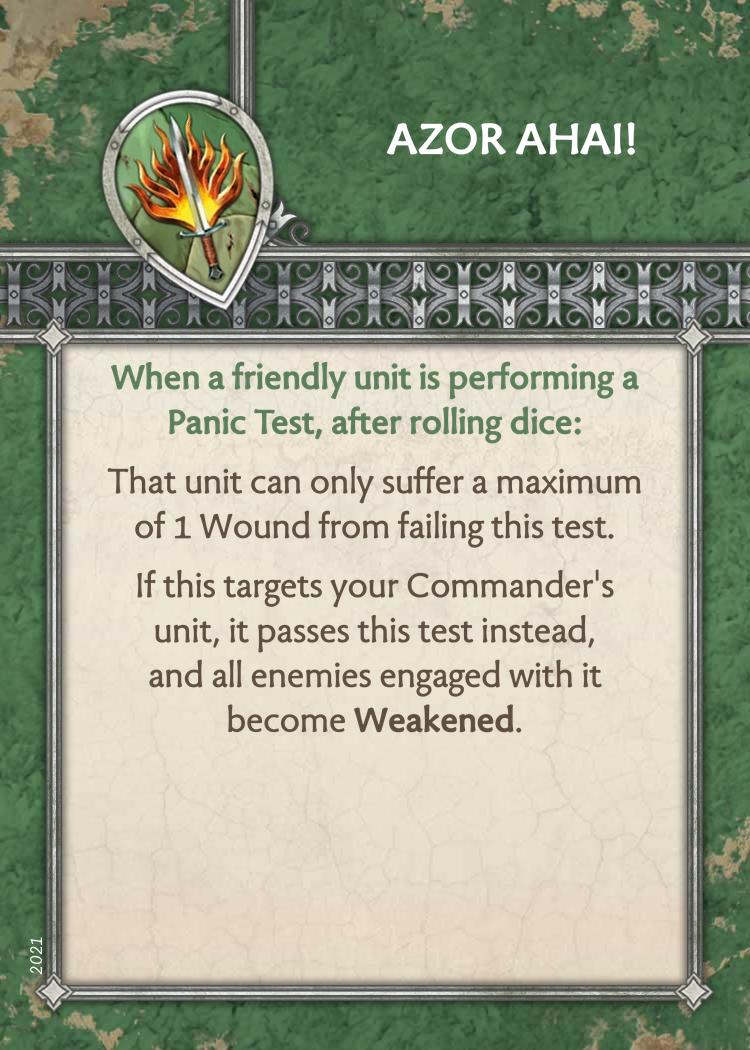 AZOR AHAI!
When a friendly unit is performing a
Panic Test, after rolling dice:
That unit can only suffer a maximum
of 1 Wound from failing this test.
If this targets your Commander's
unit, it passes this test instead,
and all enemies engaged with it
become Weakened.
2021